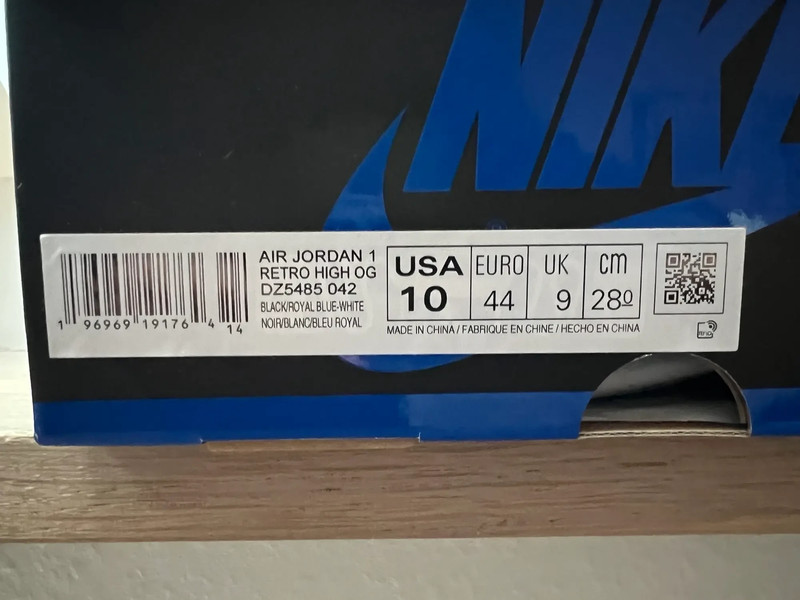 NIKE
AIR JORDAN 1
RETRO HIGH OG
DZ5485 042
BLACK/ROYAL BLUE-WHITE
NOIR/BLANC/BLEU ROYAL
1 96969 19176 4 14
USA EURO UK cm
10 44 9 280
MADE IN CHINA / FABRIQUE EN CHINE / HECHO EN CHINA